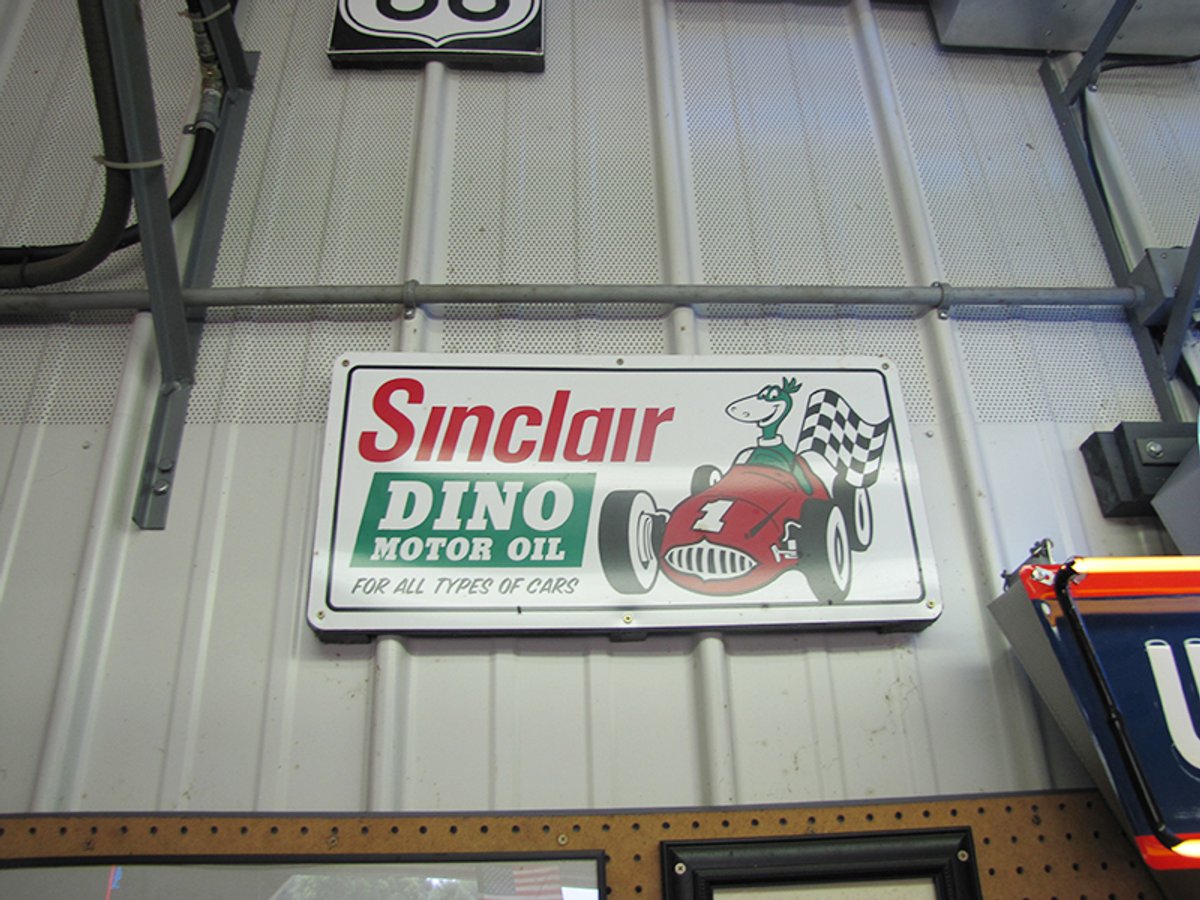 Sinclair
DINO
MOTOR OIL
FOR ALL TYPES OF CARS
1